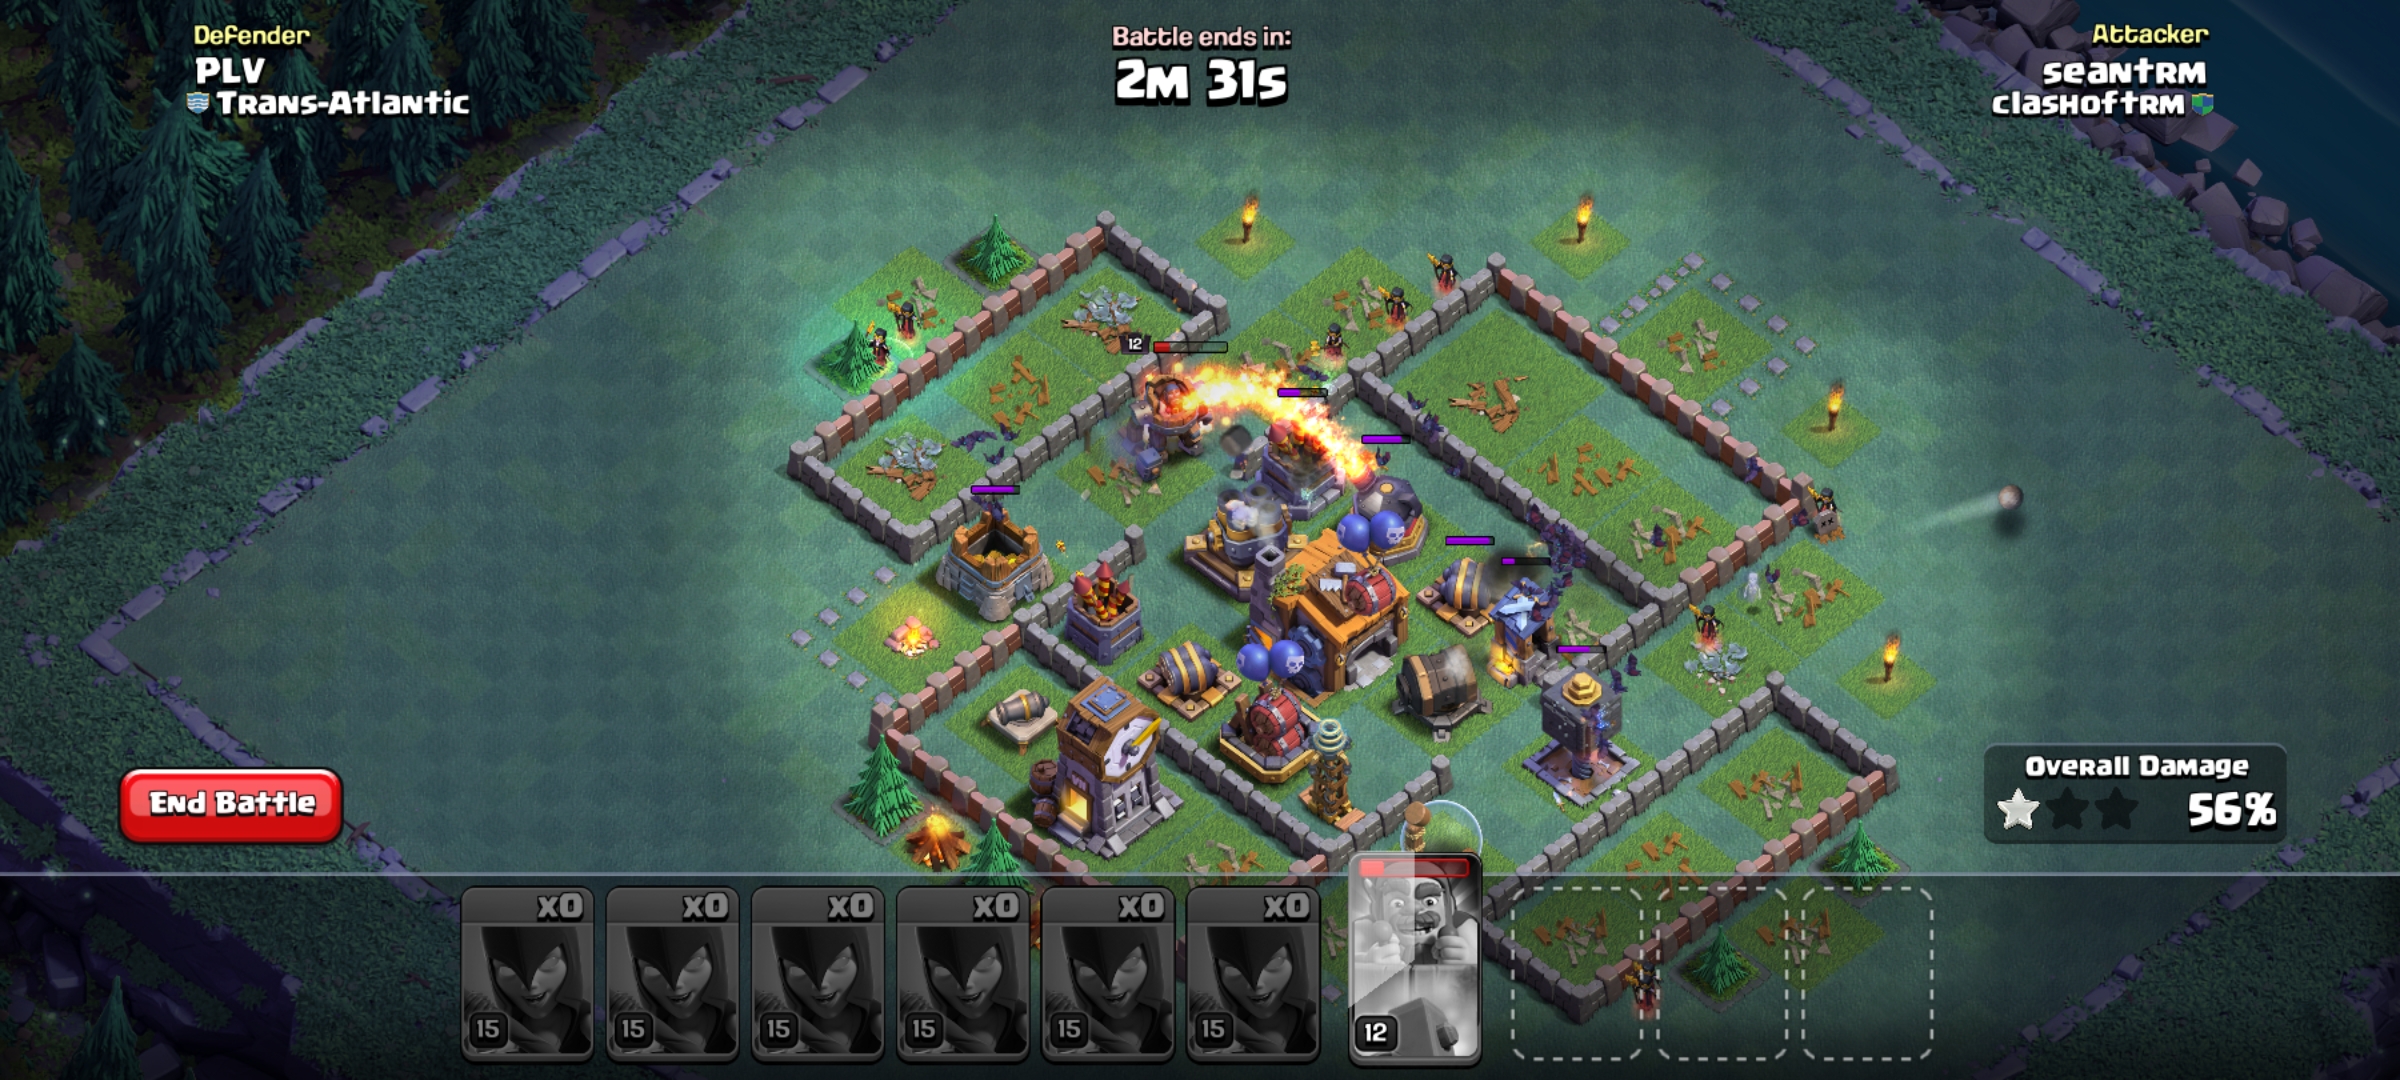 Defender
PLV
Trans-Atlantic
Battle ends in:
2M 31s
Attacker
seantRM
clashoftRM
12
End Battle
Overall Damage
56%
x0
x0
x0
x0
x0
x0
15
15
15
15
15
15
12